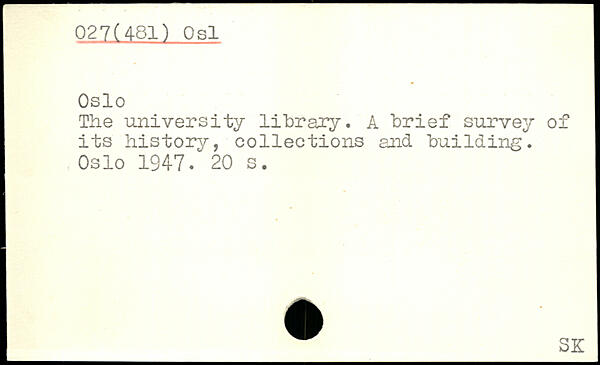 027(481) Osl
Oslo
The university library. A brief survey of
its history, collections and building.
Oslo 1947. 20 s.
SK